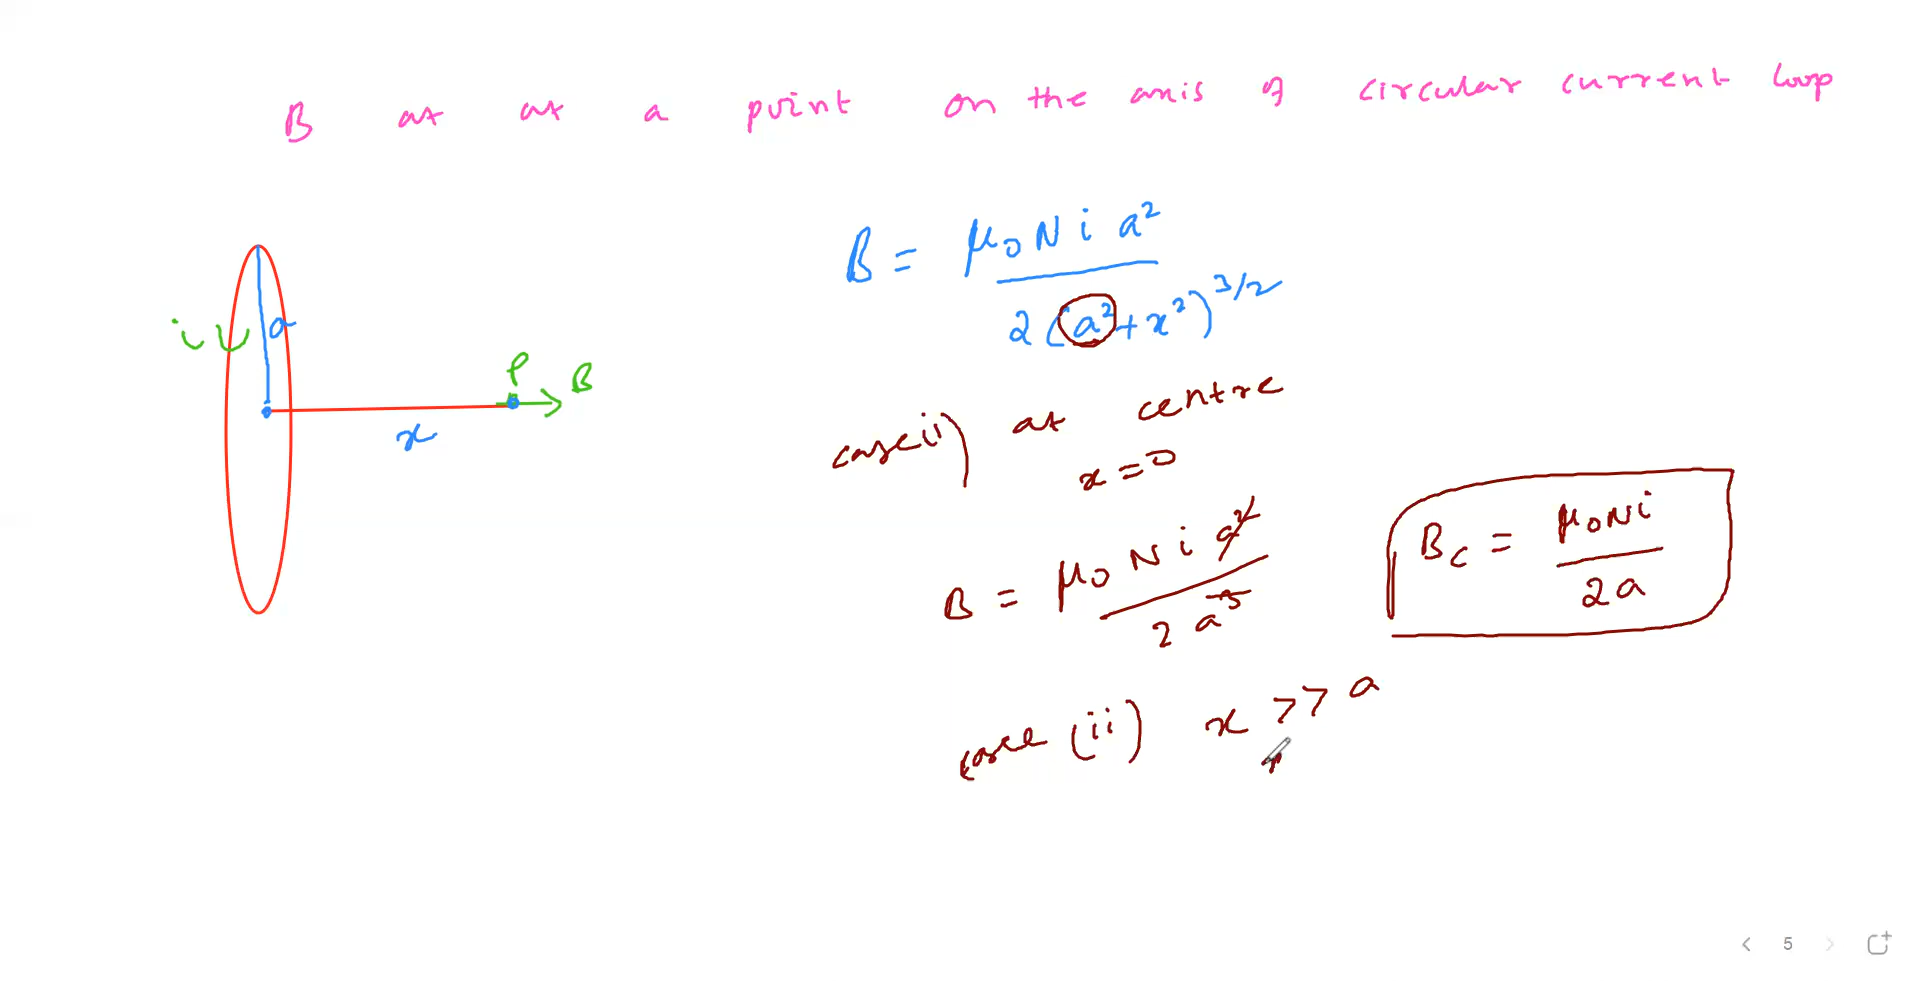 B at at a point on the axis of circular current loop
B = μ₀ N i a² / 2 (a² + x²)^3/2
i
a
P
B
x
case i) at centre
x = 0
B = μ₀ N i a² / 2 a³
B_c = μ₀Ni / 2a
case (ii) x >> a
5